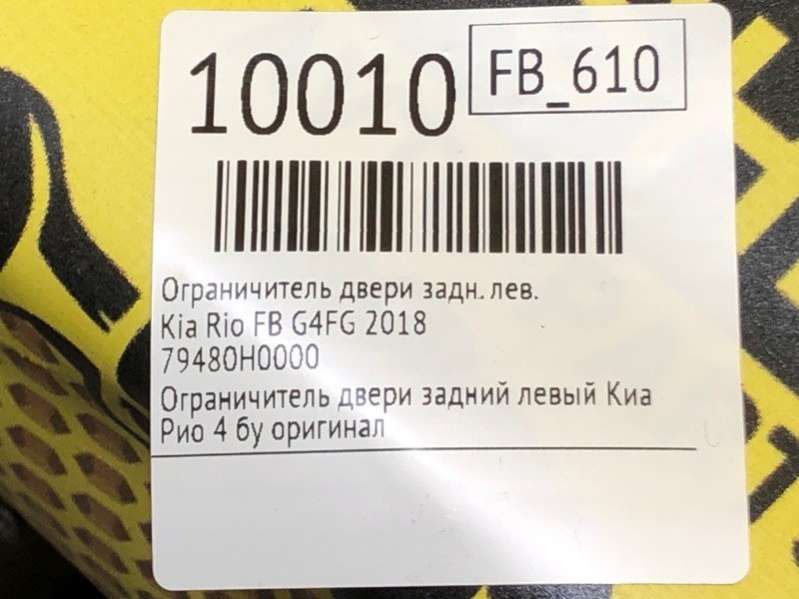 10010
FB_610
Ограничитель двери задн. лев.
Kia Rio FB G4FG 2018
79480H0000
Ограничитель двери задний левый Киа
Рио 4 бу оригинал